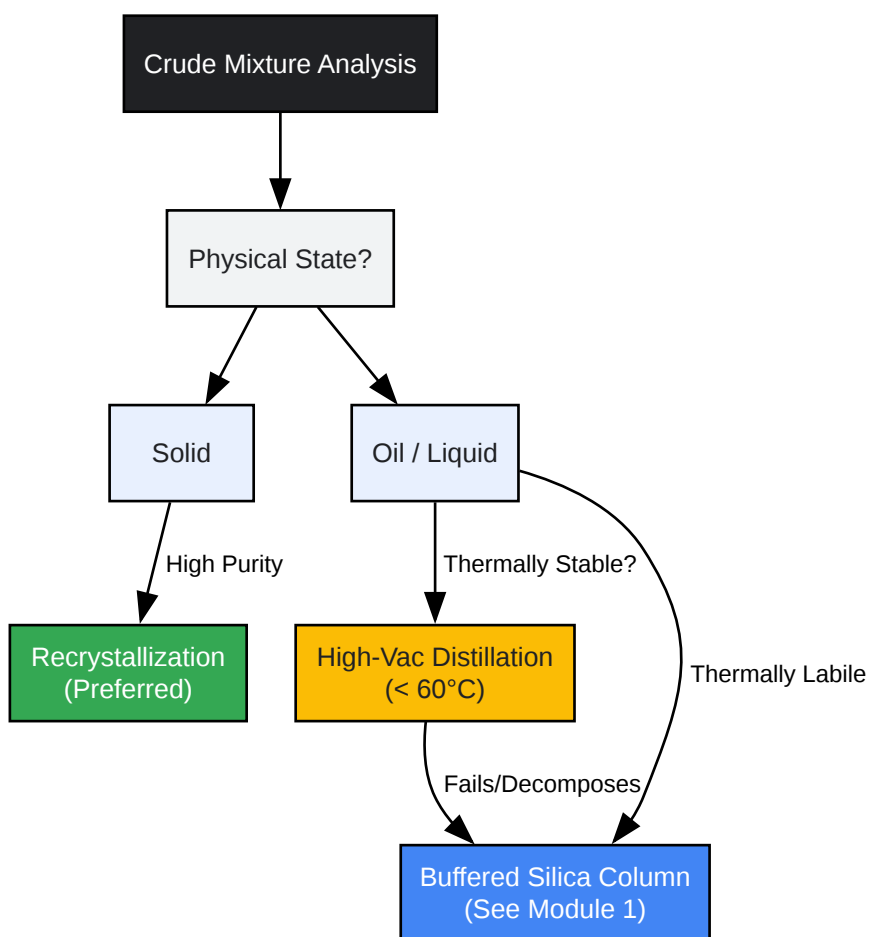 Crude Mixture Analysis
Physical State?
Solid
Oil / Liquid
High Purity
Thermally Stable?
Recrystallization
(Preferred)
High-Vac Distillation
(< 60°C)
Thermally Labile
Fails/Decomposes
Buffered Silica Column
(See Module 1)